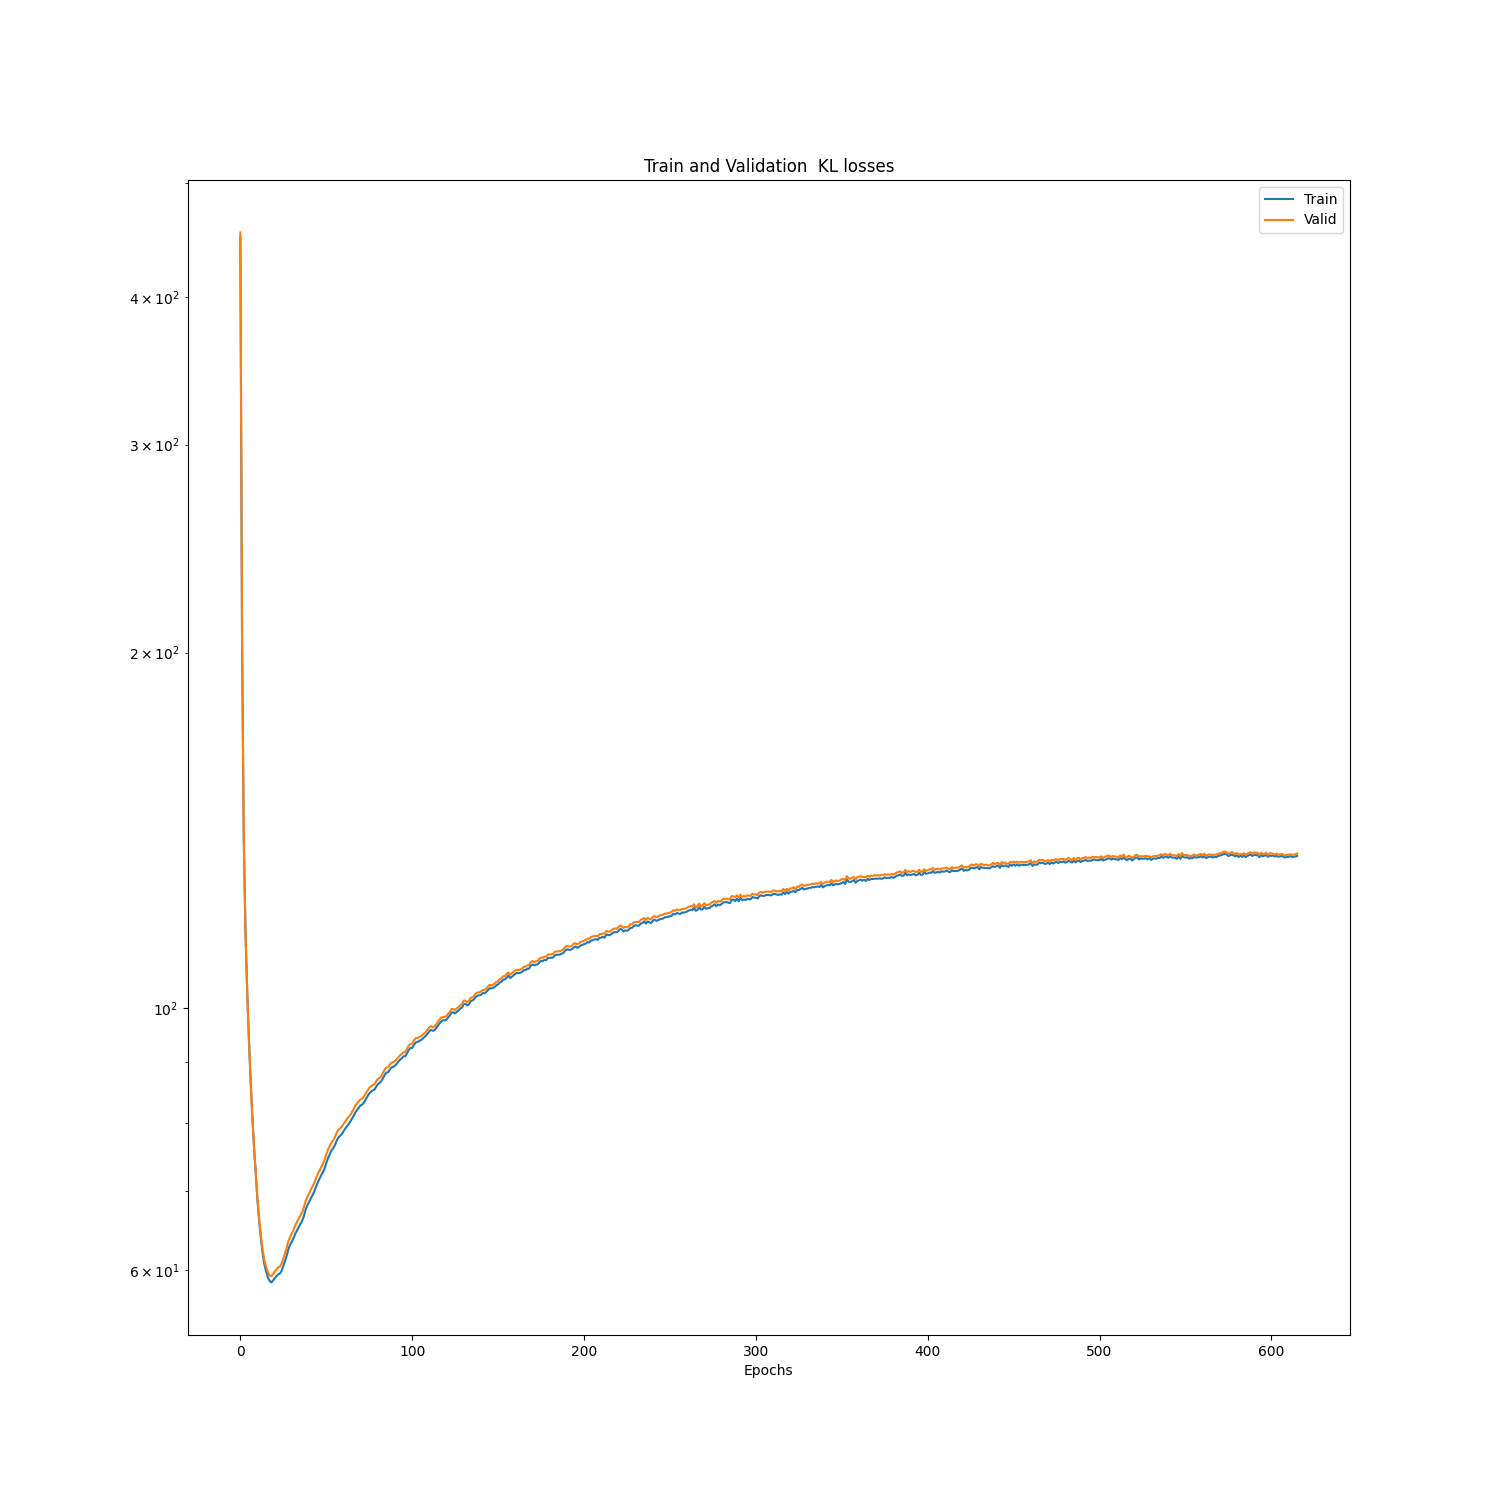 Train and Validation  KL losses
Train
Valid
4 × 10²
3 × 10²
2 × 10²
10²
6 × 10¹
0 100 200 300 400 500 600
Epochs